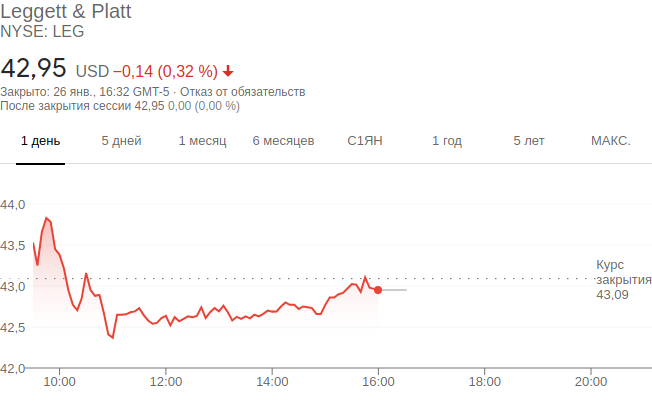 Leggett & Platt
NYSE: LEG
42,95 USD −0,14 (0,32 %)
Закрыто: 26 янв., 16:32 GMT-5 · Отказ от обязательств
После закрытия сессии 42,95 0,00 (0,00 %)
1 день 5 дней 1 месяц 6 месяцев С1ЯН 1 год 5 лет МАКС.
44,0
43,5
Курс
закрытия
43,09
43,0
42,5
42,0
10:00 12:00 14:00 16:00 18:00 20:00